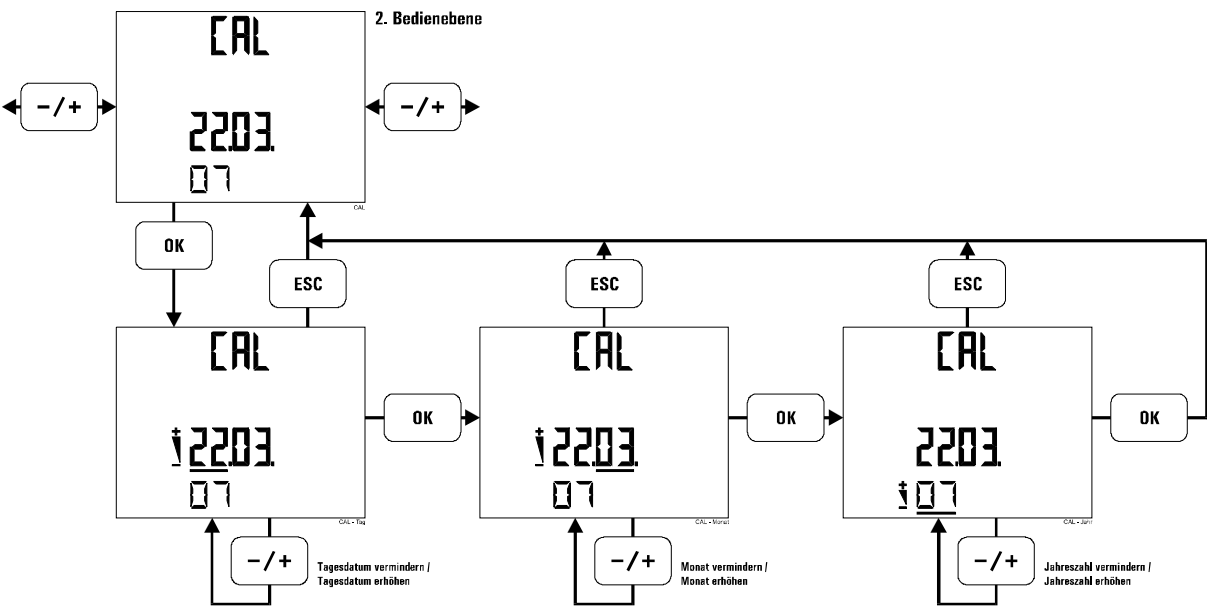 2. Bedienebene
CAL
-/+
-/+
22.03.
07
CAL
OK
ESC
ESC
ESC
CAL
CAL
CAL
OK
OK
OK
+
22.03.
-
+
22.03.
-
22.03.
07
07
+
07
-
CAL - Tag
CAL - Monat
CAL - Jahr
-/+
Tagesdatum vermindern /
Tagesdatum erhöhen
-/+
Monat vermindern /
Monat erhöhen
-/+
Jahreszahl vermindern /
Jahreszahl erhöhen